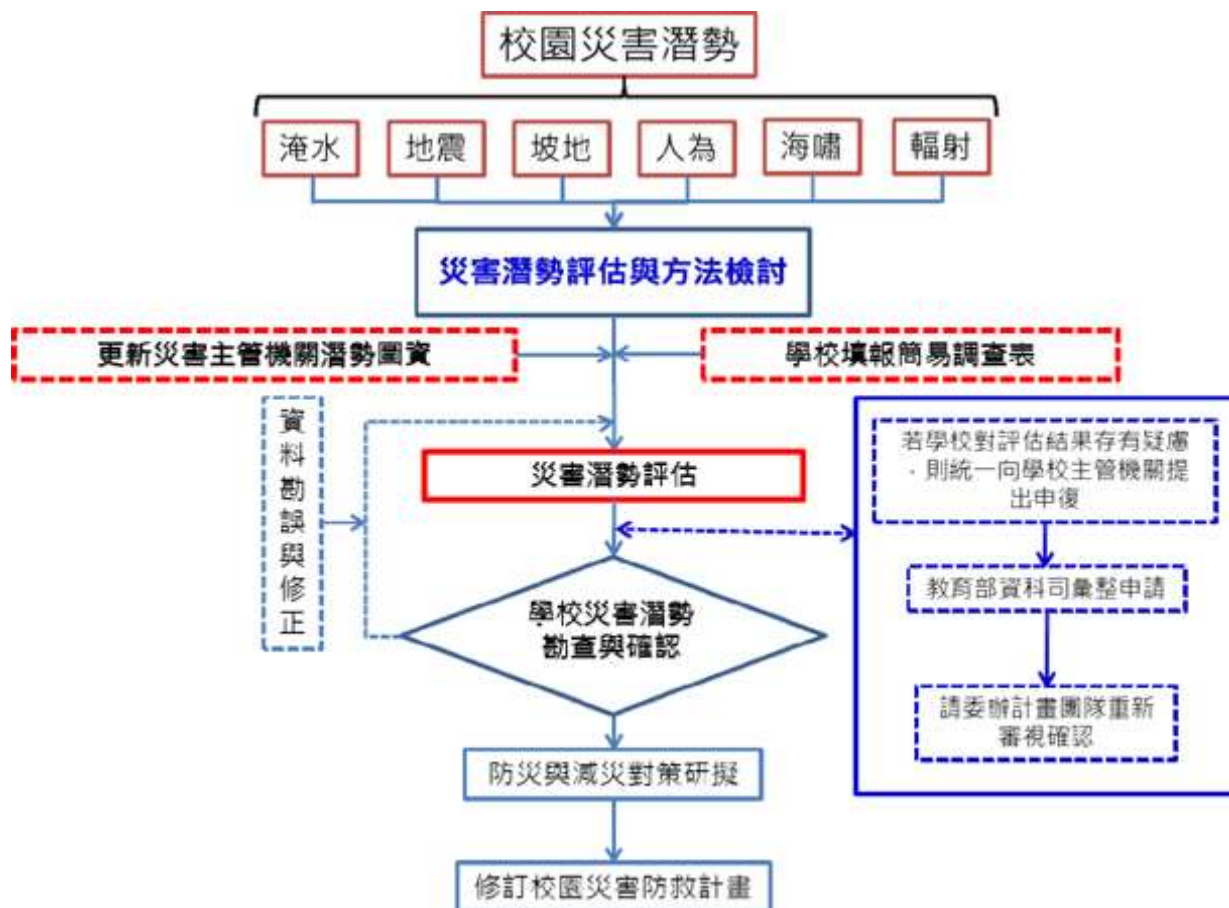 校園災害潛勢
淹水
地震
坡地
人為
海嘯
輻射
災害潛勢評估與方法檢討
更新災害主管機關潛勢圖資
學校填報簡易調查表
資
料
勘
誤
與
修
正
災害潛勢評估
若學校對評估結果存有疑慮
，則統一向學校主管機關提
出申復
教育部資科司彙整申請
請委辦計畫團隊重新
審視確認
學校災害潛勢
勘查與確認
防災與減災對策研擬
修訂校園災害防救計畫